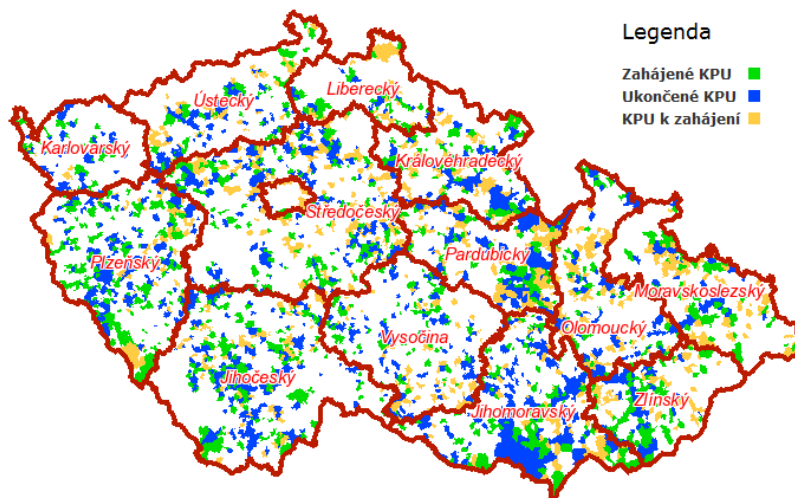 Legenda
Zahájené KPU
Ukončené KPU
KPU k zahájení
Liberecký
Ústecký
Karlovarský
Královéhradecký
Středočeský
Pardubický
Plzeňský
Moravskoslezský
Olomoucký
Vysočina
Jihočeský
Zlínský
Jihomoravský